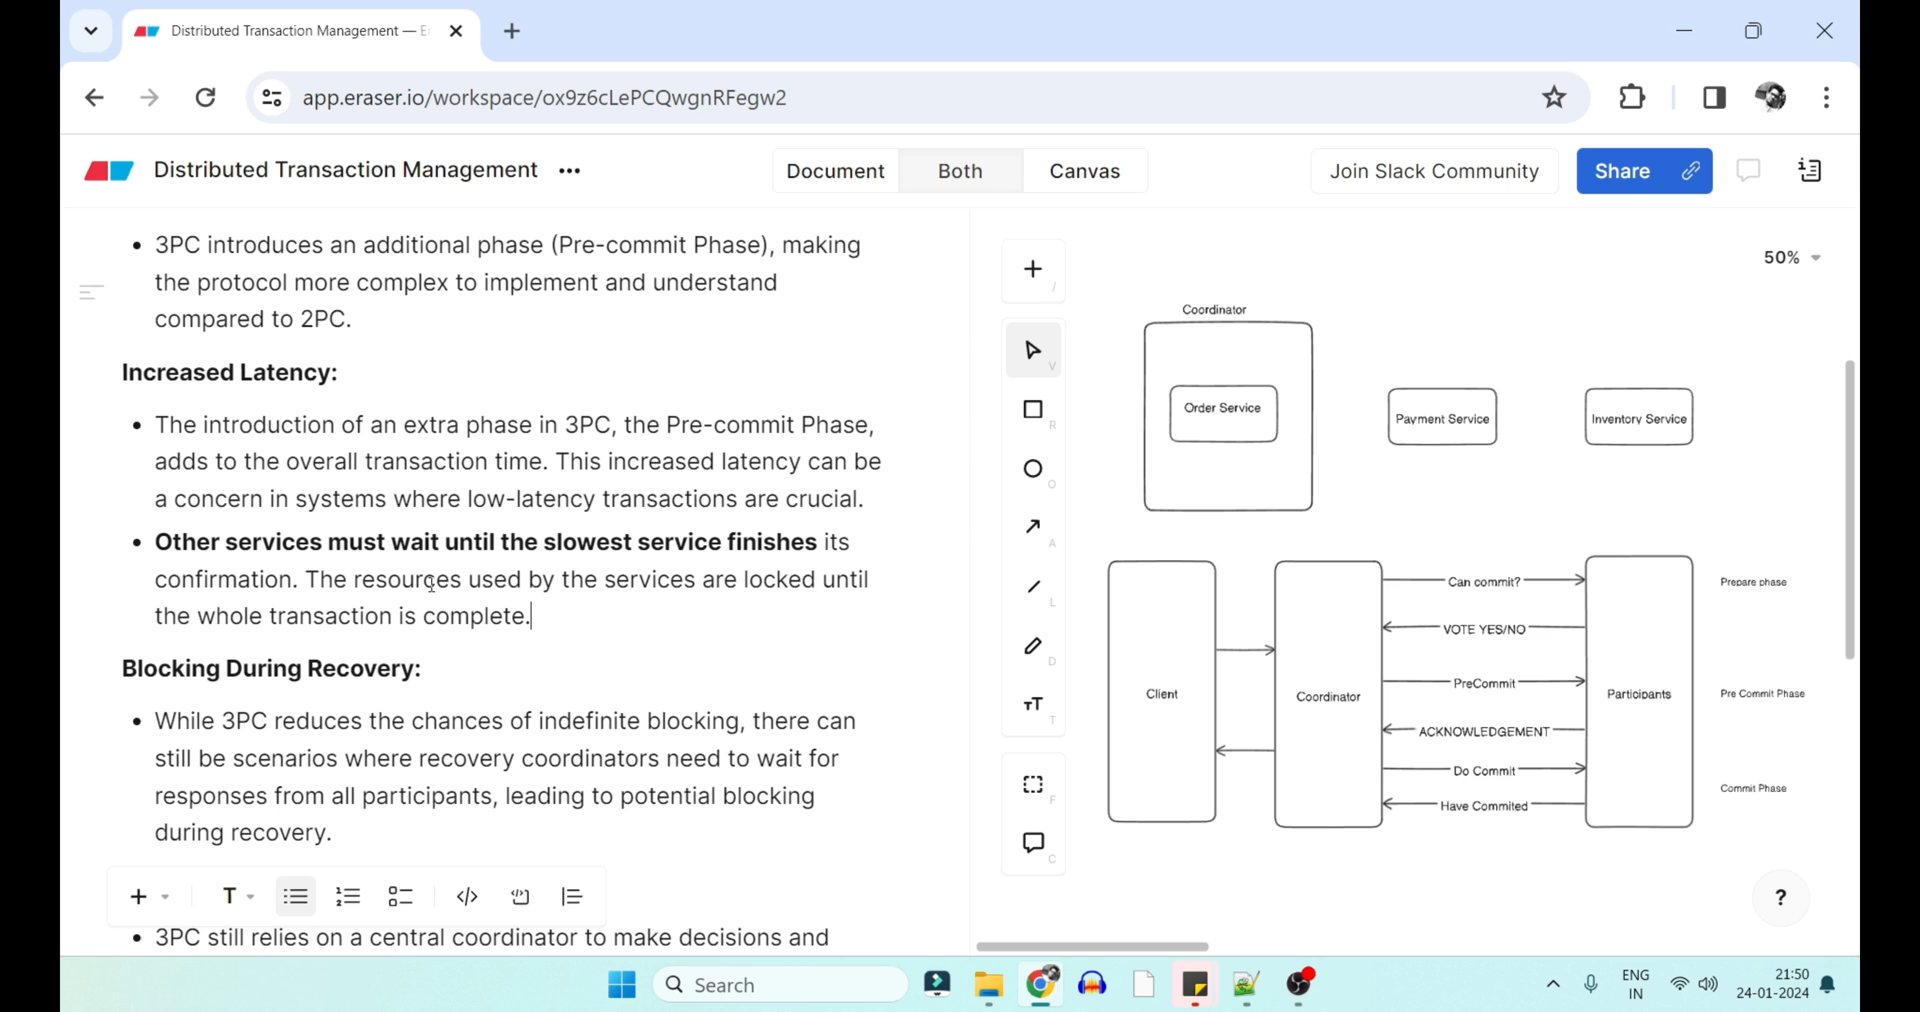 Distributed Transaction Management — E
app.eraser.io/workspace/ox9z6cLePCQwgnRFegw2
Distributed Transaction Management
Document
Both
Canvas
Join Slack Community
Share
3PC introduces an additional phase (Pre-commit Phase), making
the protocol more complex to implement and understand
compared to 2PC.
Increased Latency:
The introduction of an extra phase in 3PC, the Pre-commit Phase,
adds to the overall transaction time. This increased latency can be
a concern in systems where low-latency transactions are crucial.
Other services must wait until the slowest service finishes its
confirmation. The resources used by the services are locked until
the whole transaction is complete.
Blocking During Recovery:
While 3PC reduces the chances of indefinite blocking, there can
still be scenarios where recovery coordinators need to wait for
responses from all participants, leading to potential blocking
during recovery.
T
3PC still relies on a central coordinator to make decisions and
/
V
R
O
A
L
D
TT
T
F
C
50%
Coordinator
Order Service
Payment Service
Inventory Service
Client
Coordinator
Can commit?
VOTE YES/NO
PreCommit
ACKNOWLEDGEMENT
Do Commit
Have Commited
Participants
Prepare phase
Pre Commit Phase
Commit Phase
?
Search
ENG
IN
21:50
24-01-2024